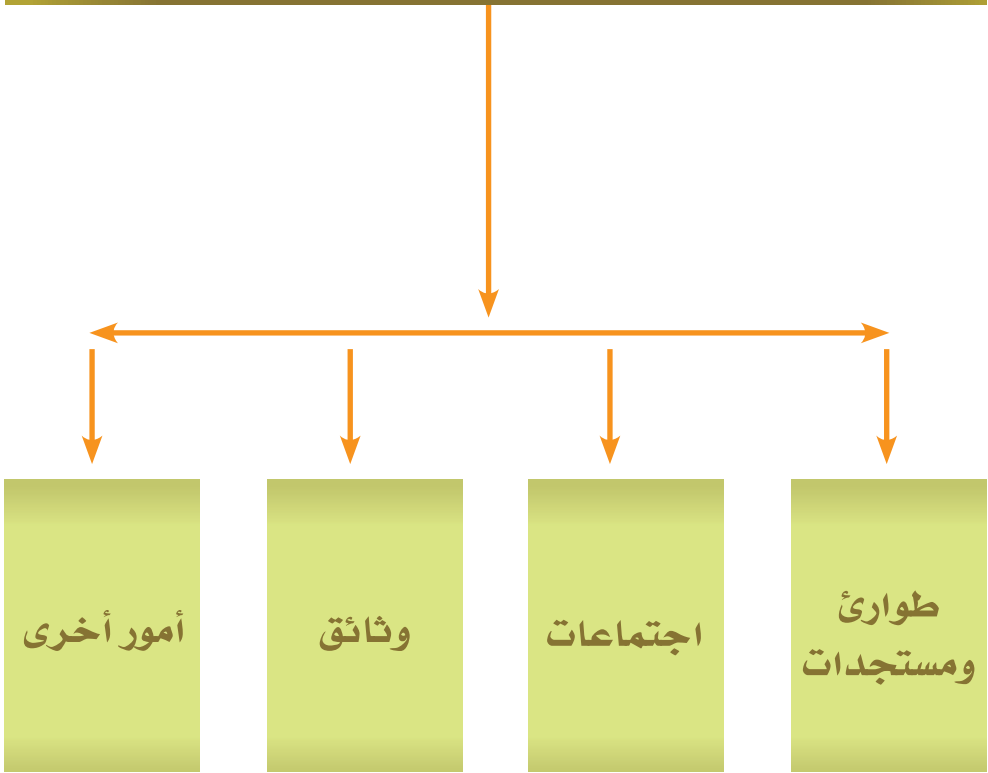 طوارئ
ومستجدات
اجتماعات
وثائق
أمور أخرى